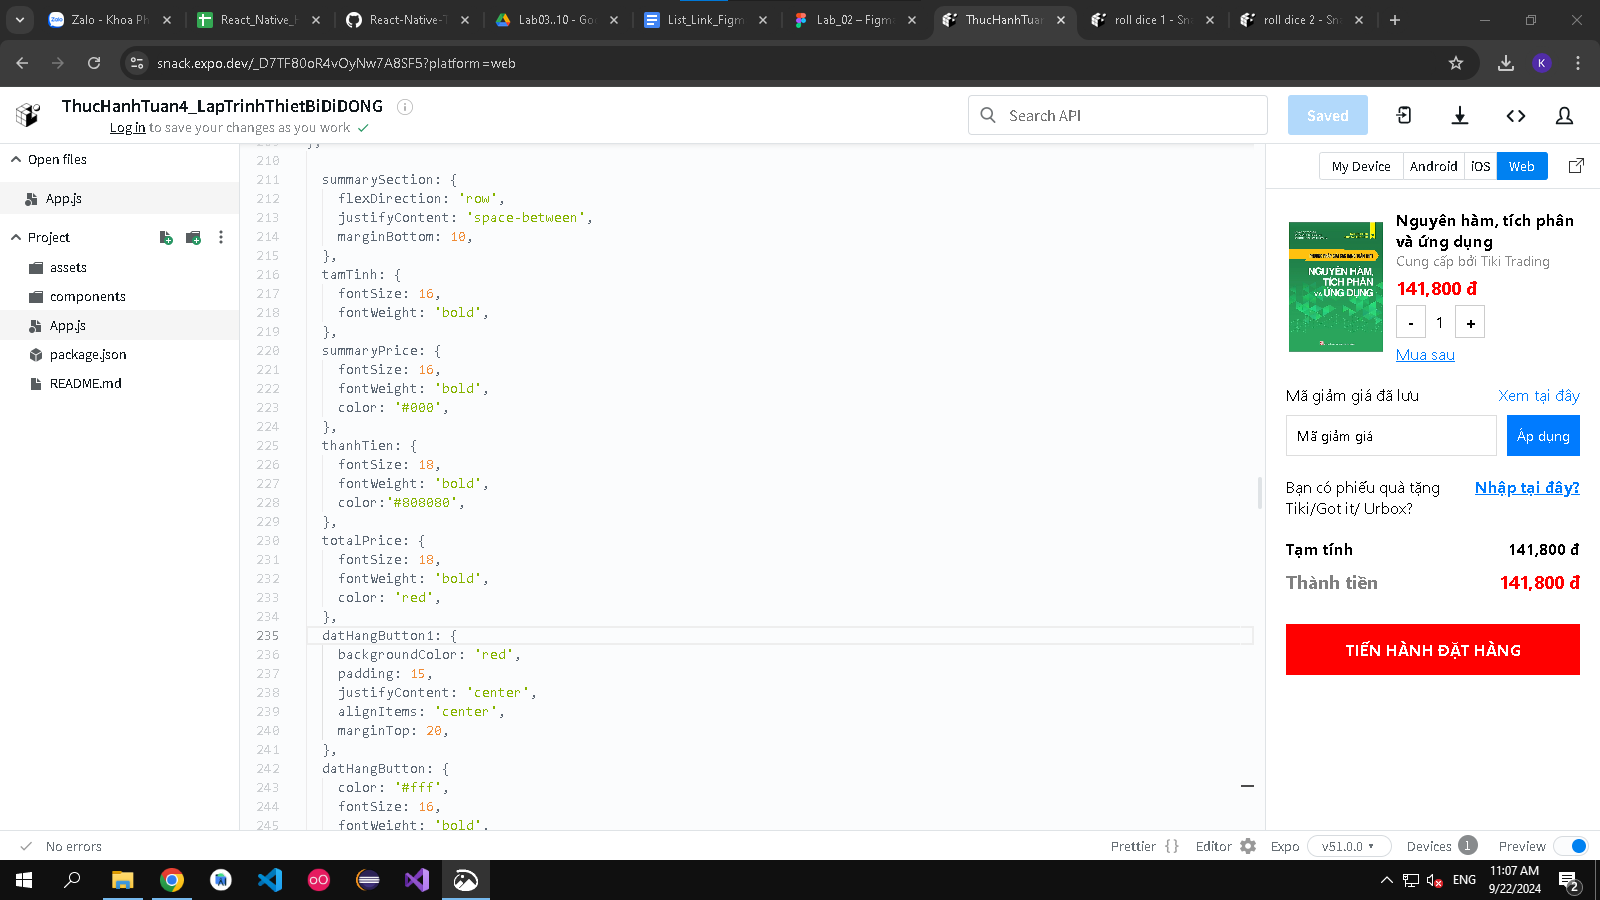 Zalo - Khoa Ph
React_Native_H
React-Native-T
Lab03..10 - Goo
List_Link_Figm
Lab_02 – Figma
ThucHanhTuan
roll dice 1 - Sna
roll dice 2 - Sna
snack.expo.dev/_D7TF80oR4vOyNw7A8SF5?platform=web
K
ThucHanhTuan4_LapTrinhThietBiDiDONG
Log in to save your changes as you work
Search API
Saved
Open files
App.js
Project
assets
components
App.js
package.json
README.md
210
211 summarySection: {
212 flexDirection: 'row',
213 justifyContent: 'space-between',
214 marginBottom: 10,
215 },
216 tamTinh: {
217 fontSize: 16,
218 fontWeight: 'bold',
219 },
220 summaryPrice: {
221 fontSize: 16,
222 fontWeight: 'bold',
223 color: '#000',
224 },
225 thanhTien: {
226 fontSize: 18,
227 fontWeight: 'bold',
228 color:'#808080',
229 },
230 totalPrice: {
231 fontSize: 18,
232 fontWeight: 'bold',
233 color: 'red',
234 },
235 datHangButton1: {
236 backgroundColor: 'red',
237 padding: 15,
238 justifyContent: 'center',
239 alignItems: 'center',
240 marginTop: 20,
241 },
242 datHangButton: {
243 color: '#fff',
244 fontSize: 16,
245 fontWeight: 'bold',
My Device
Android
iOS
Web
NGUYÊN HÀM,
TÍCH PHÂN
VÀ ỨNG DỤNG
Nguyên hàm, tích phân
và ứng dụng
Cung cấp bởi Tiki Trading
141,800 đ
- 1 +
Mua sau
Mã giảm giá đã lưu
Xem tại đây
Mã giảm giá
Áp dụng
Bạn có phiếu quà tặng
Tiki/Got it/ Urbox?
Nhập tại đây?
Tạm tính 141,800 đ
Thành tiền 141,800 đ
TIẾN HÀNH ĐẶT HÀNG
No errors
Prettier {}
Editor
Expo
v51.0.0
Devices 1
Preview
ENG
11:07 AM
9/22/2024
2